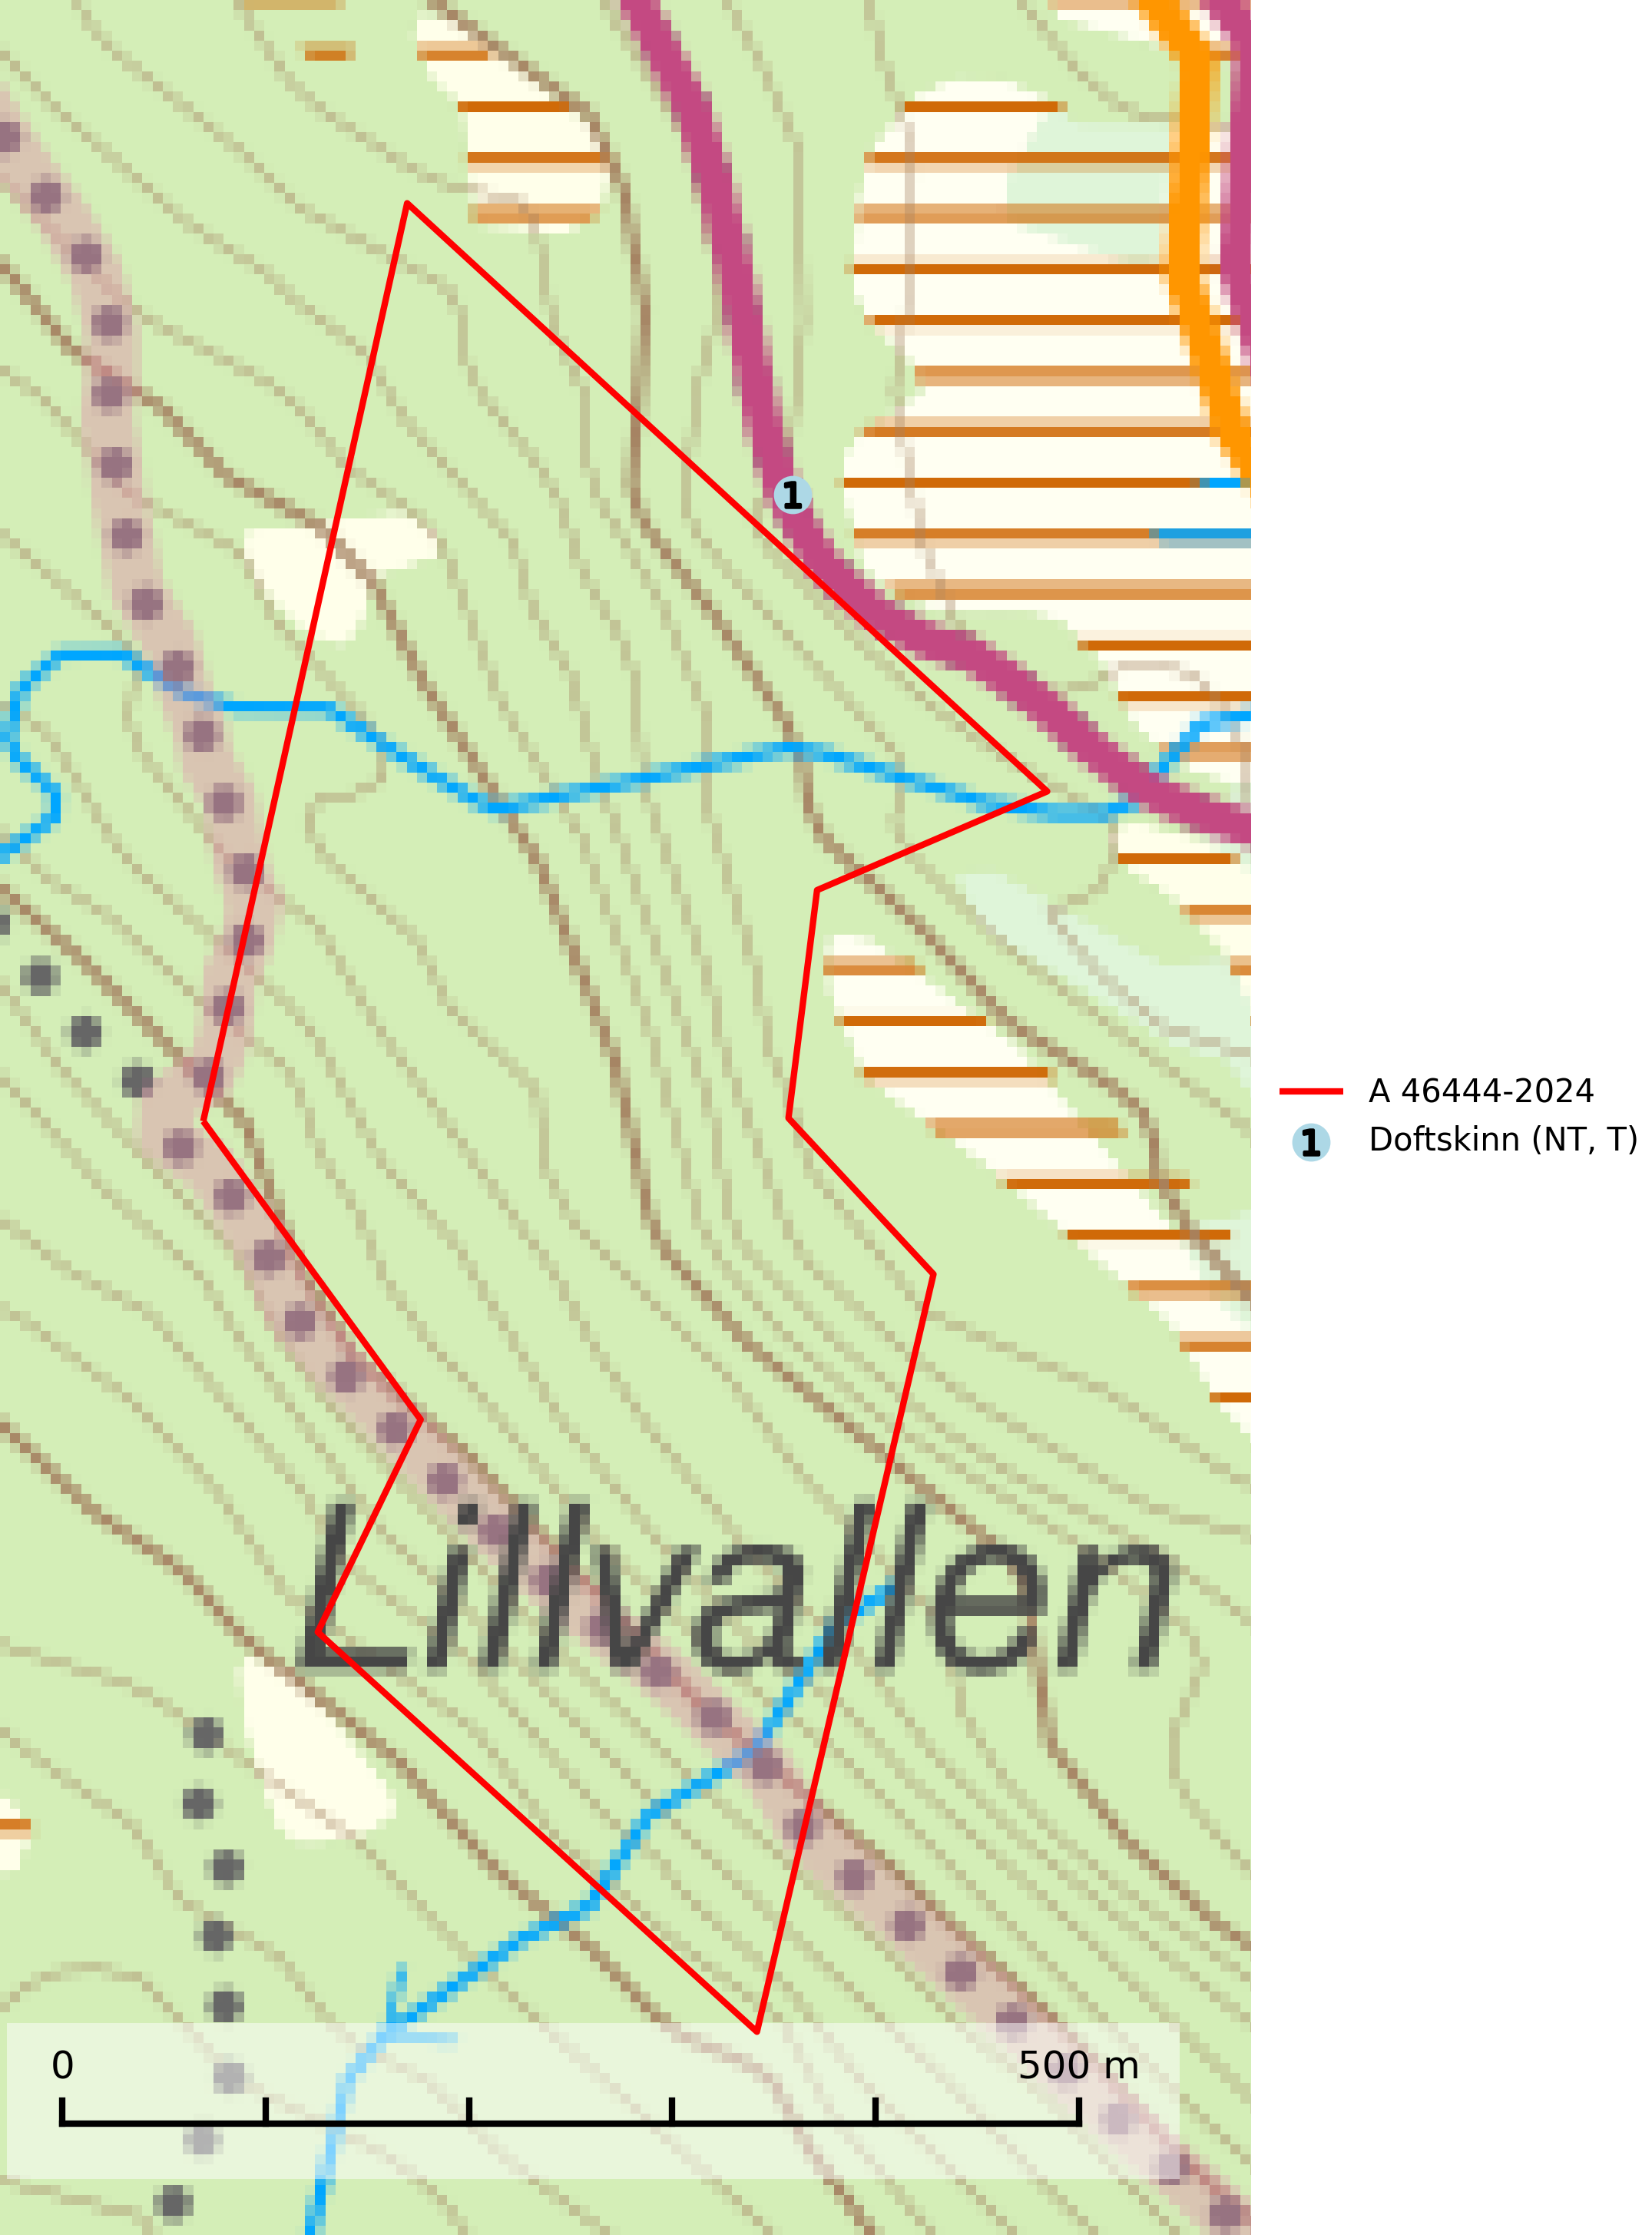 1
A 46444-2024
1 Doftskinn (NT, T)
Lillvallen
0 500 m